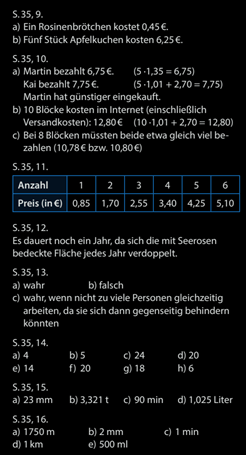 S. 35, 9.
a) Ein Rosinenbrötchen kostet 0,45 €.
b) Fünf Stück Apfelkuchen kosten 6,25 €.
S. 35, 10.
a) Martin bezahlt 6,75 €. (5 · 1,35 = 6,75)
Kai bezahlt 7,75 €. (5 · 1,01 + 2,70 = 7,75)
Martin hat günstiger eingekauft.
b) 10 Blöcke kosten im Internet (einschließlich
Versandkosten): 12,80 € (10 · 1,01 + 2,70 = 12,80)
c) Bei 8 Blöcken müssten beide etwa gleich viel be-
zahlen (10,78 € bzw. 10,80 €)
S. 35, 11.
Anzahl 1 2 3 4 5 6
Preis (in €) 0,85 1,70 2,55 3,40 4,25 5,10
S. 35, 12.
Es dauert noch ein Jahr, da sich die mit Seerosen
bedeckte Fläche jedes Jahr verdoppelt.
S. 35, 13.
a) wahr b) falsch
c) wahr, wenn nicht zu viele Personen gleichzeitig
arbeiten, da sie sich dann gegenseitig behindern
könnten
S. 35, 14.
a) 4 b) 5 c) 24 d) 20
e) 14 f) 20 g) 18 h) 6
S. 35, 15.
a) 23 mm b) 3,321 t c) 90 min d) 1,025 Liter
S. 35, 16.
a) 1750 m b) 2 mm c) 1 min
d) 1 km e) 500 ml